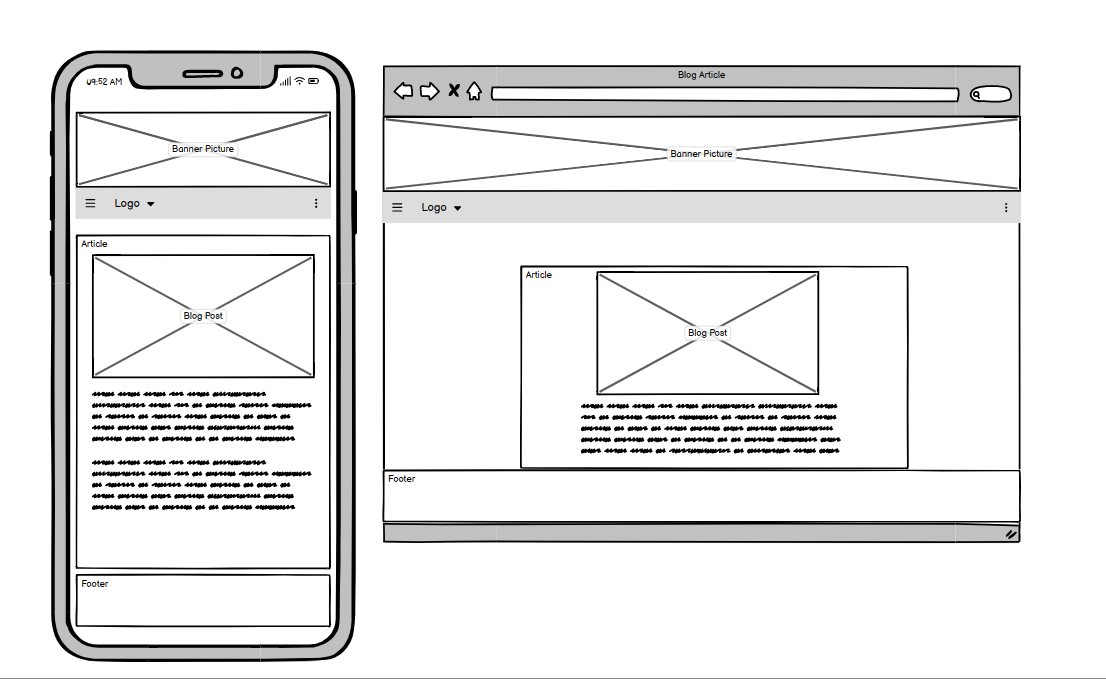 09:52 AM
Banner Picture
Logo
Article
Blog Post
Footer
Blog Article
Banner Picture
Logo
Article
Blog Post
Footer